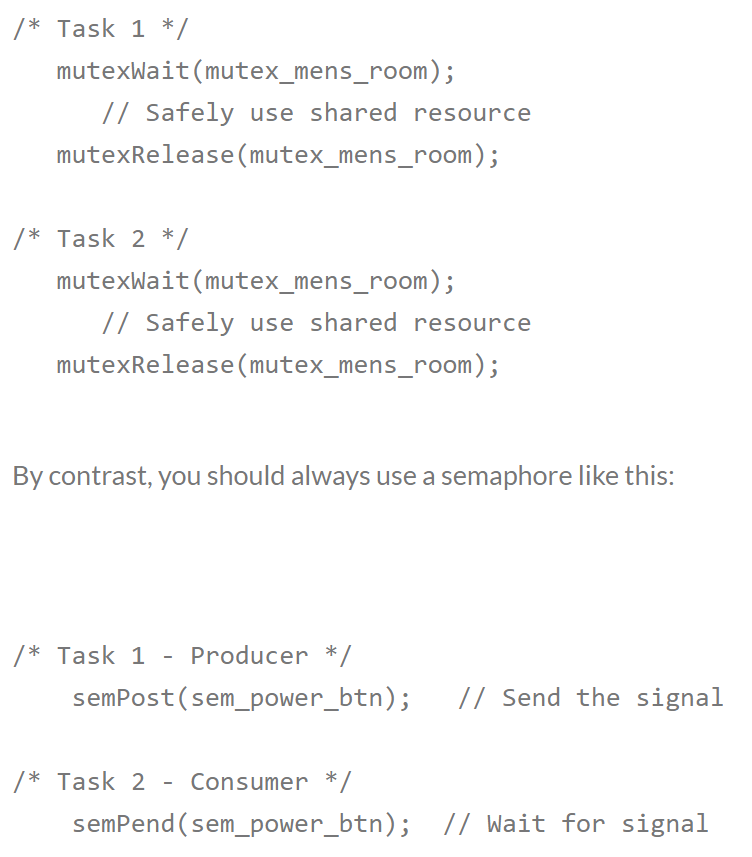 /* Task 1 */
mutexWait(mutex_mens_room);
// Safely use shared resource
mutexRelease(mutex_mens_room);
/* Task 2 */
mutexWait(mutex_mens_room);
// Safely use shared resource
mutexRelease(mutex_mens_room);
By contrast, you should always use a semaphore like this:
/* Task 1 - Producer */
semPost(sem_power_btn);   // Send the signal
/* Task 2 - Consumer */
semPend(sem_power_btn);  // Wait for signal